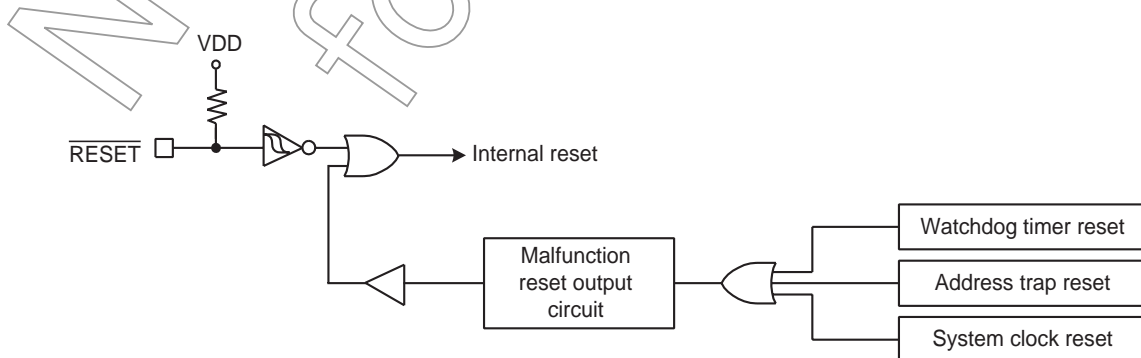 VDD
RESET
Internal reset
Watchdog timer reset
Malfunction
reset output
circuit
Address trap reset
System clock reset